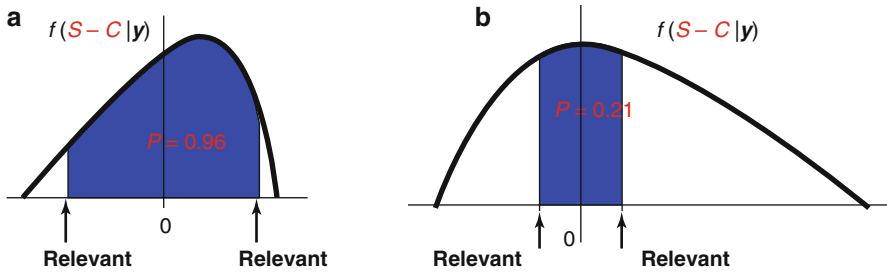 a
f (S – C |y)
P = 0.96
0
Relevant Relevant
b
f (S – C |y)
P = 0.21
0
Relevant Relevant